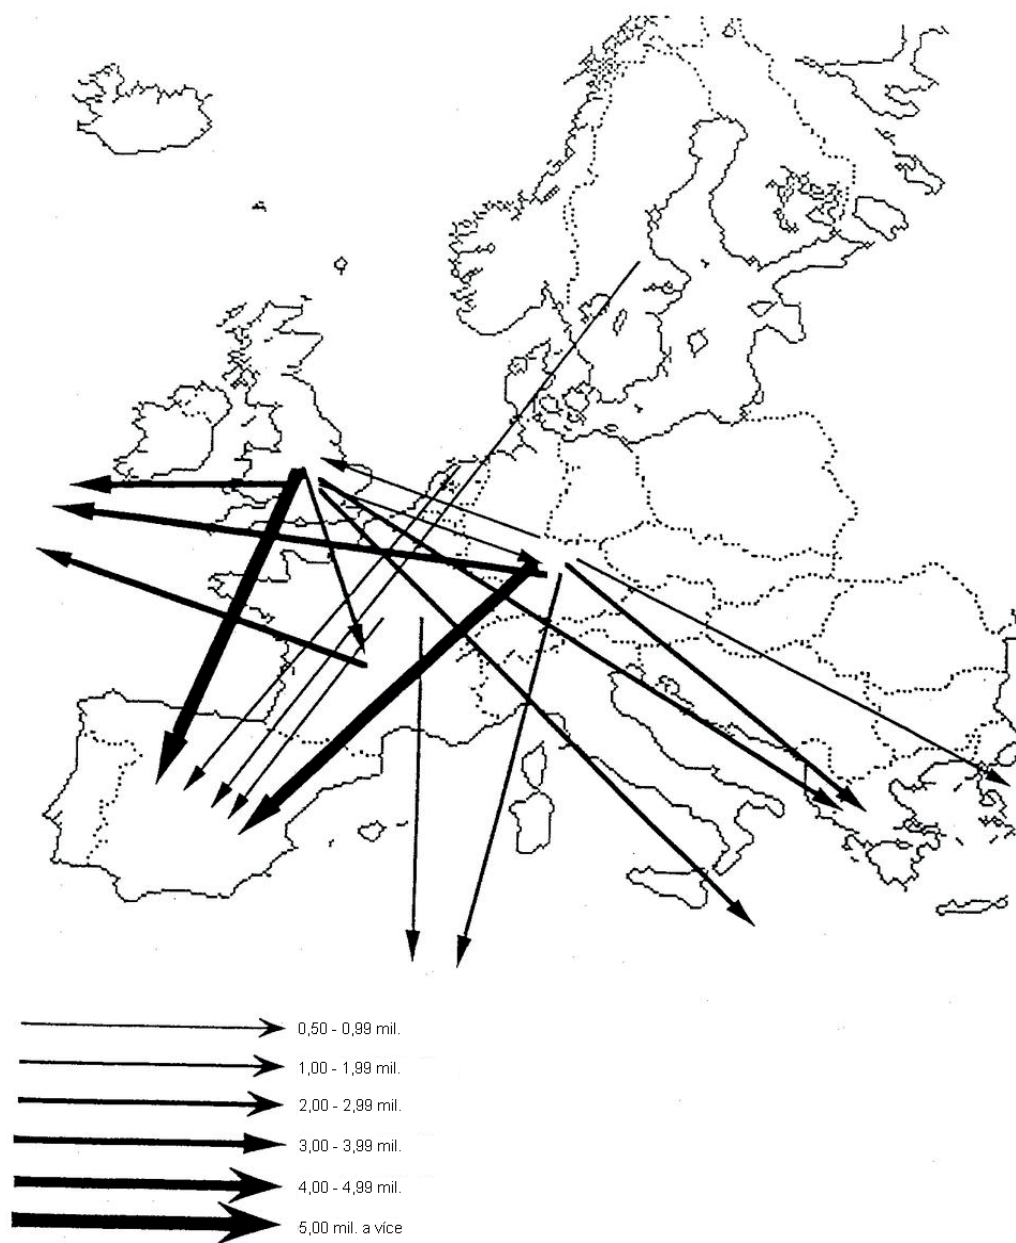 0,50 - 0,99 mil.
1,00 - 1,99 mil.
2,00 - 2,99 mil.
3,00 - 3,99 mil.
4,00 - 4,99 mil.
5,00 mil. a více